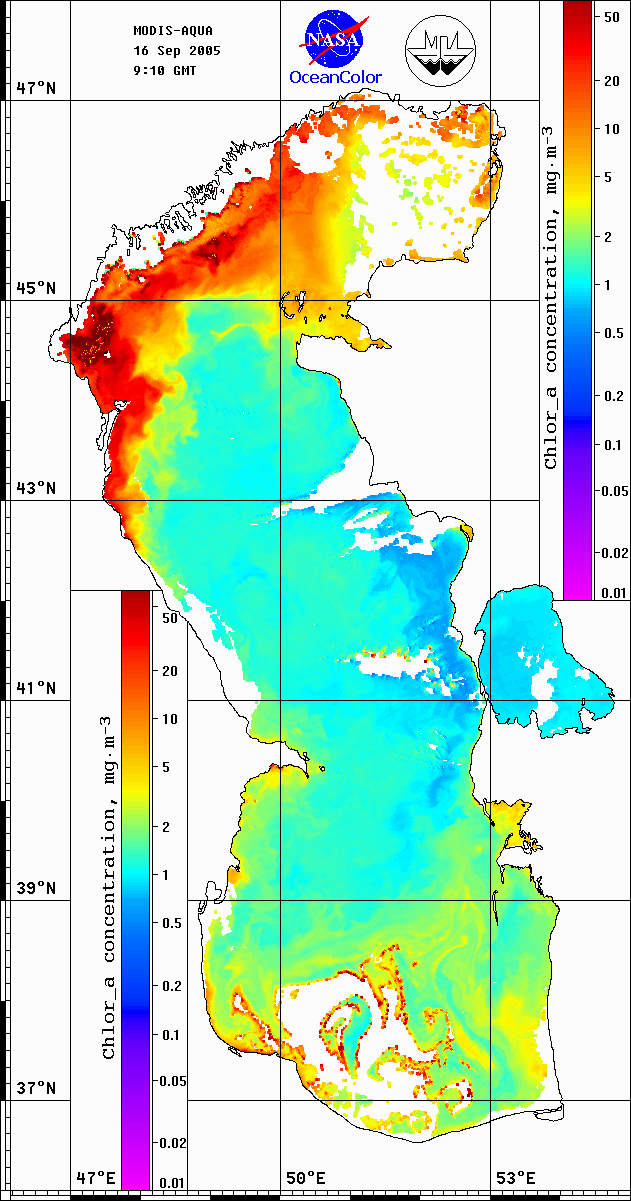 MODIS-AQUA
16 Sep 2005
9:10 GMT
NASA
OceanColor
47°N
45°N
43°N
41°N
39°N
37°N
47°E
50°E
53°E
Chlor_a concentration, mg·m⁻³
50
20
10
5
2
1
0.5
0.2
0.1
0.05
0.02
0.01
Chlor_a concentration, mg·m⁻³
50
20
10
5
2
1
0.5
0.2
0.1
0.05
0.02
0.01